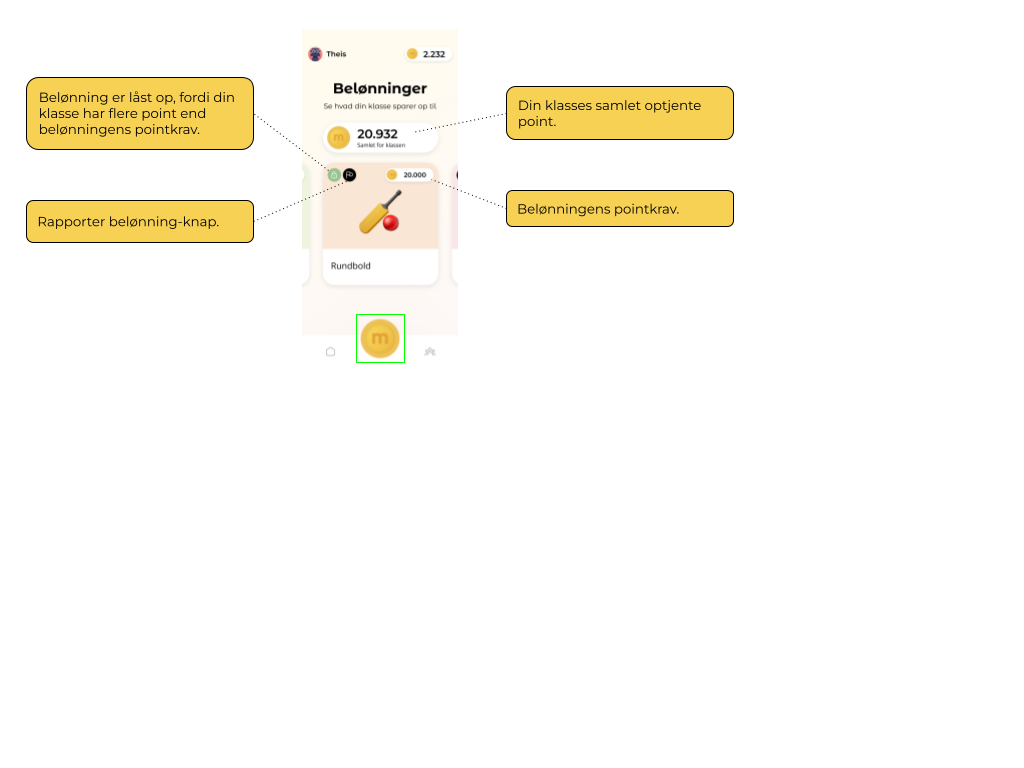 Theis
2.232
Belønninger
Se hvad din klasse sparer op til
m
20.932
Samlet for klassen
20.000
Rundbold
m
Belønning er låst op, fordi din
klasse har flere point end
belønningens pointkrav.
Rapporter belønning-knap.
Din klasses samlet optjente
point.
Belønningens pointkrav.